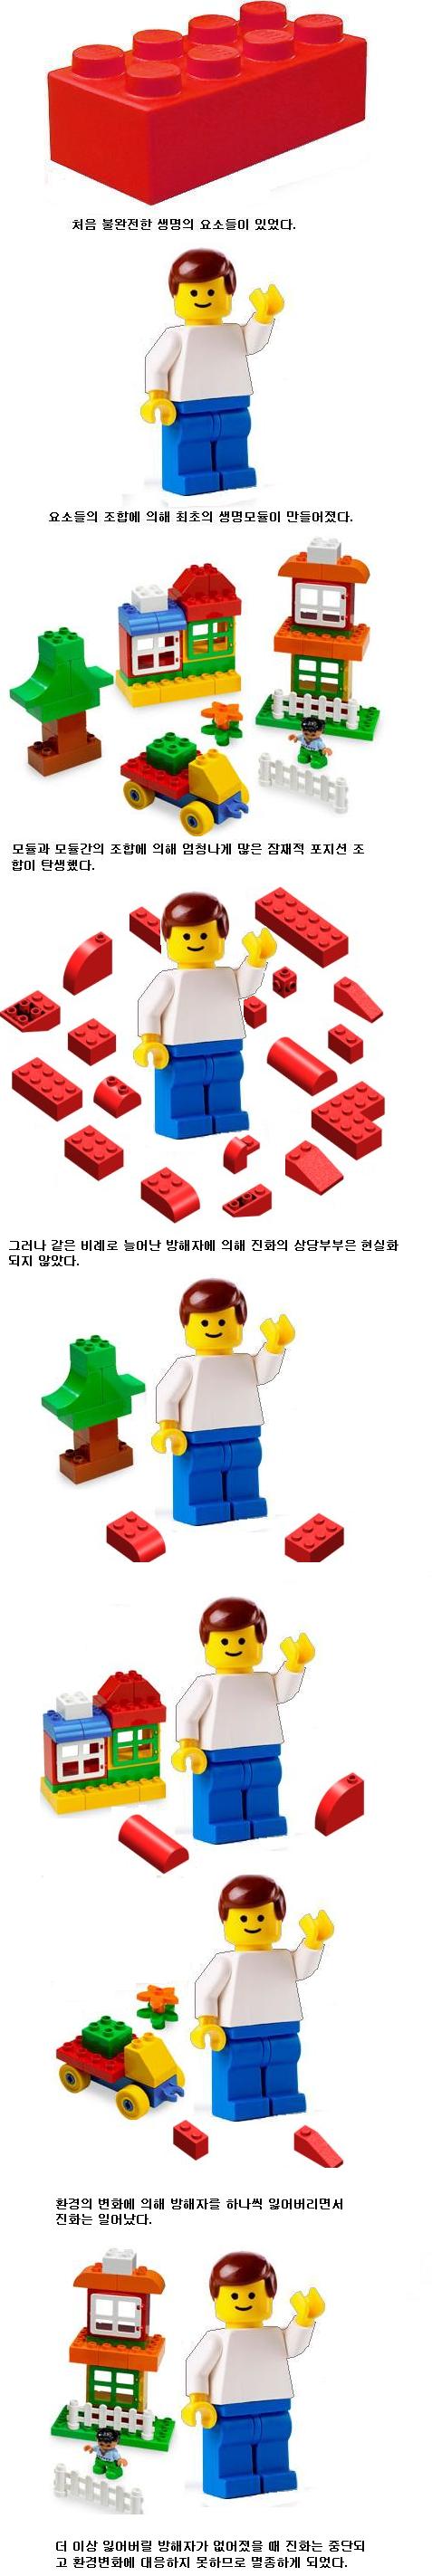 처음 불완전한 생명의 요소들이 있었다.
요소들의 조합에 의해 최초의 생명모듈이 만들어졌다.
모듈과 모듈간의 조합에 의해 엄청나게 많은 잠재적 포지션 조
합이 탄생했다.
그러나 같은 비례로 늘어난 방해자에 의해 진화의 상당부부은 현실화
되지 않았다.
환경의 변화에 의해 방해자를 하나씩 잃어버리면서
진화는 일어났다.
더 이상 잃어버릴 방해자가 없어졌을 때 진화는 중단되
고 환경변화에 대응하지 못하므로 멸종하게 되었다.